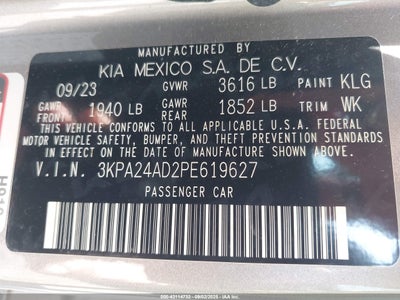 MANUFACTURED BY
KIA MEXICO S.A. DE C.V.
09/23 GVWR 3616 LB PAINT KLG
GAWR FRONT 1940 LB GAWR REAR 1852 LB TRIM WK
THIS VEHICLE CONFORMS TO ALL APPLICABLE U.S.A. FEDERAL
MOTOR VEHICLE SAFETY, BUMPER, AND THEFT PREVENTION STANDARDS
IN EFFECT ON THE DATE OF MANUFACTURE SHOWN ABOVE.
V.I.N. 3KPA24AD2PE619627
PASSENGER CAR